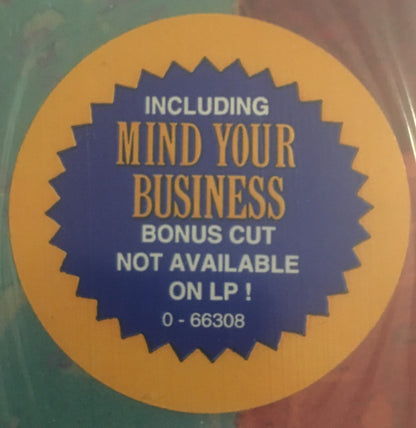 INCLUDING
MIND YOUR
BUSINESS
BONUS CUT
NOT AVAILABLE
ON LP !
0 - 66308